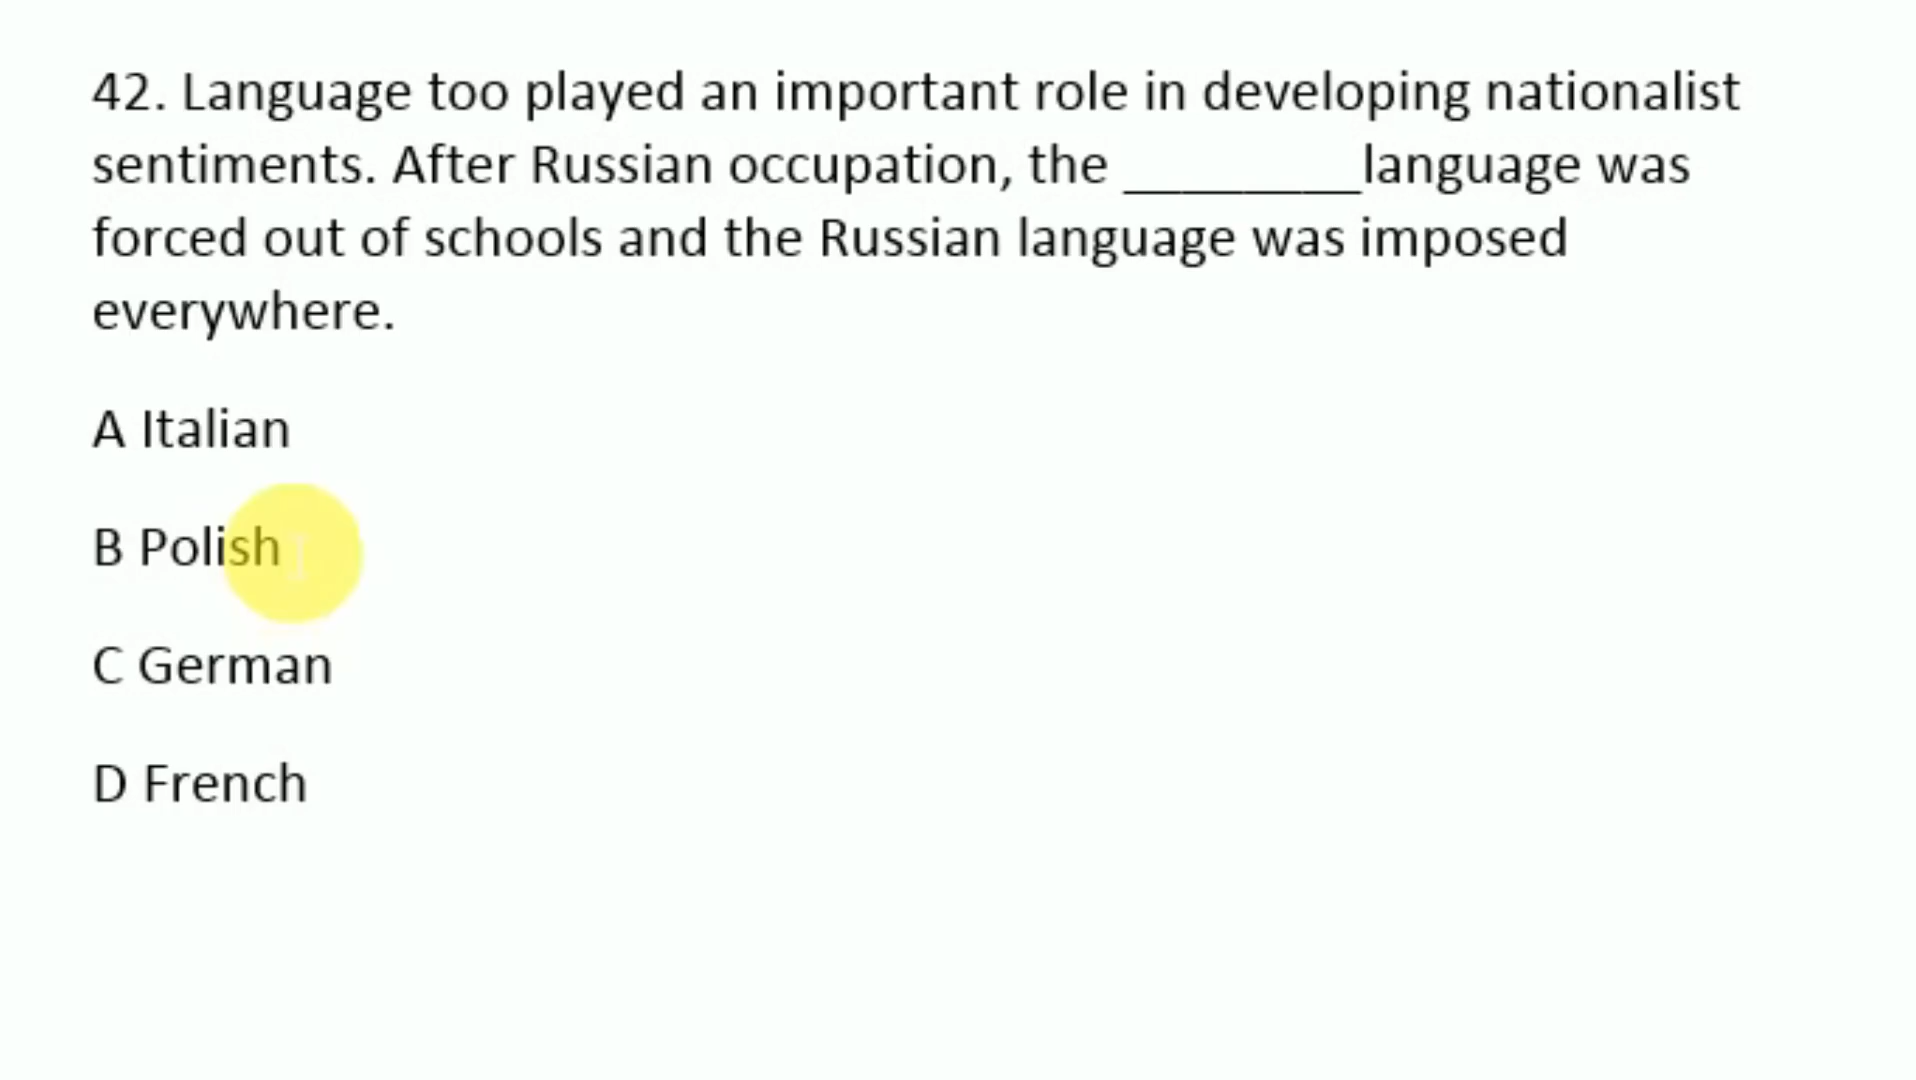 42. Language too played an important role in developing nationalist
sentiments. After Russian occupation, the ________language was
forced out of schools and the Russian language was imposed
everywhere.
A Italian
B Polish
C German
D French